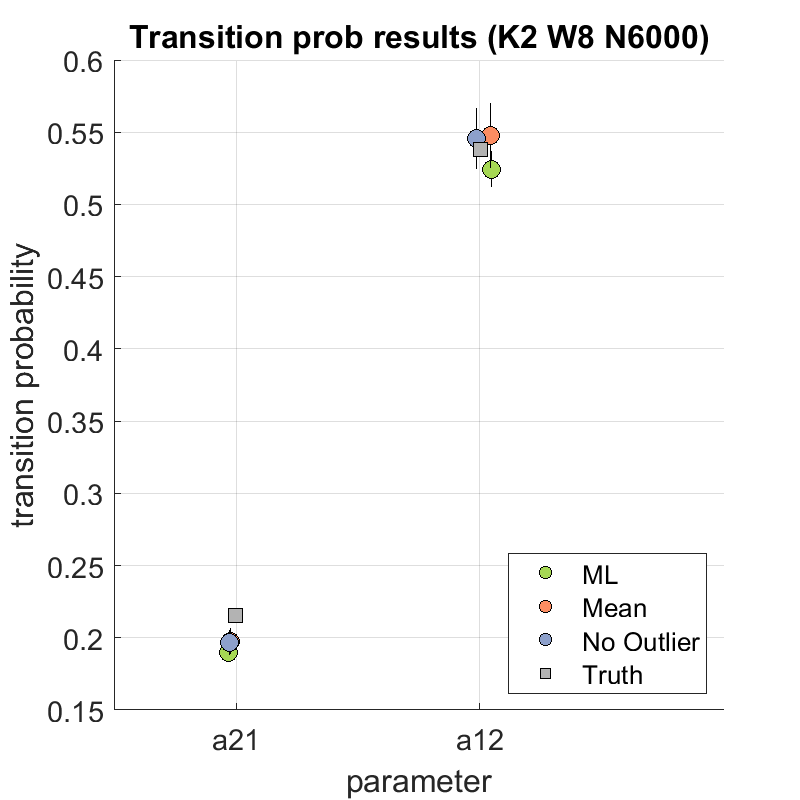 Transition prob results (K2 W8 N6000)
0.6
0.55
0.5
0.45
0.4
0.35
0.3
0.25
0.2
0.15
transition probability
a21
a12
parameter
ML
Mean
No Outlier
Truth